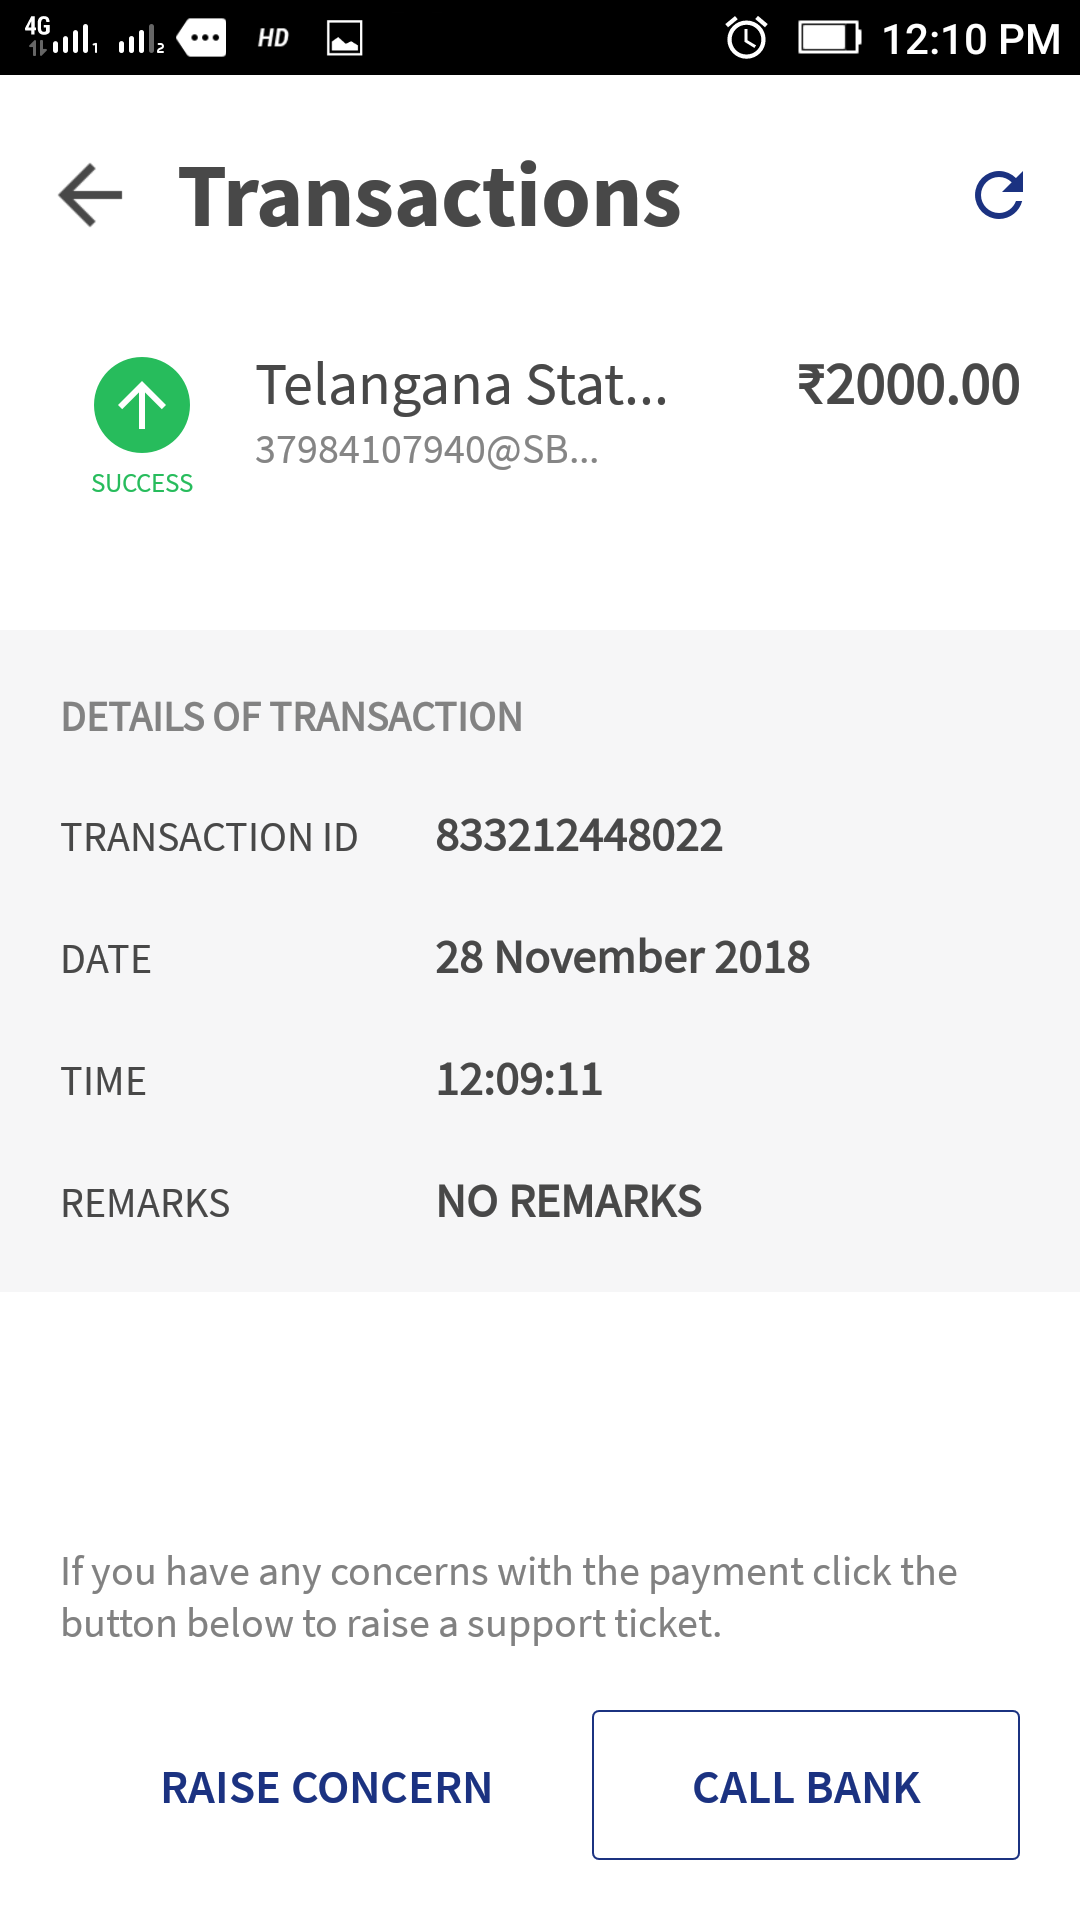 4G 1 2 HD 12:10 PM
Transactions
Telangana Stat... ₹2000.00
37984107940@SB...
SUCCESS
DETAILS OF TRANSACTION
TRANSACTION ID 833212448022
DATE 28 November 2018
TIME 12:09:11
REMARKS NO REMARKS
If you have any concerns with the payment click the
button below to raise a support ticket.
RAISE CONCERN CALL BANK